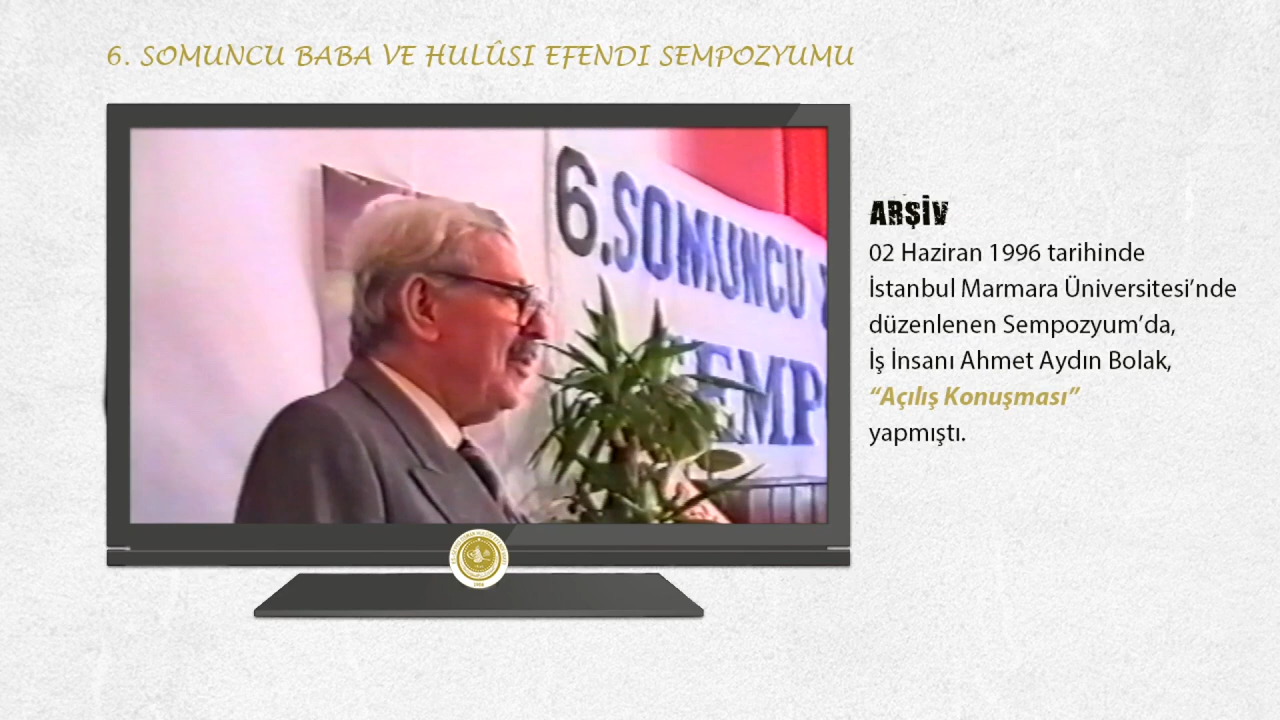 6. SOMUNCU BABA VE HULÛSI EFENDI SEMPOZYUMU
6.SOMUNCU
SEMP
ARŞİV
02 Haziran 1996 tarihinde
İstanbul Marmara Üniversitesi’nde
düzenlenen Sempozyum’da,
İş İnsanı Ahmet Aydın Bolak,
“Açılış Konuşması”
yapmıştı.